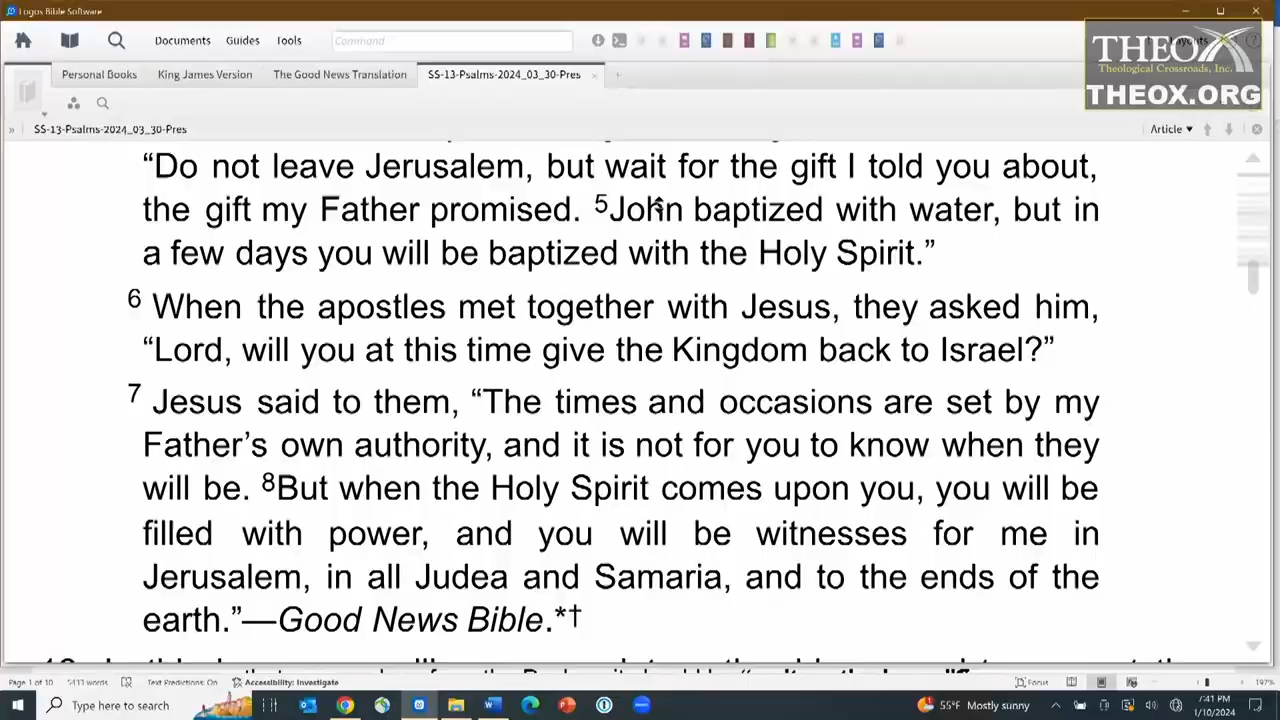 Logos Bible Software
Documents Guides Tools Command
THEOX
Theological Crossroads, Inc.
THEOX.ORG
Personal Books King James Version The Good News Translation SS-13-Psalms-2024_03_30-Pres
SS-13-Psalms-2024_03_30-Pres Article
“Do not leave Jerusalem, but wait for the gift I told you about,
the gift my Father promised. 5John baptized with water, but in
a few days you will be baptized with the Holy Spirit.”
6 When the apostles met together with Jesus, they asked him,
“Lord, will you at this time give the Kingdom back to Israel?”
7 Jesus said to them, “The times and occasions are set by my
Father’s own authority, and it is not for you to know when they
will be. 8But when the Holy Spirit comes upon you, you will be
filled with power, and you will be witnesses for me in
Jerusalem, in all Judea and Samaria, and to the ends of the
earth.”—Good News Bible.*†
Page 1 of 10 5433 words Text Predictions: On Accessibility: Investigate Focus 197%
Type here to search 55°F Mostly sunny 7:41 PM
1/10/2024